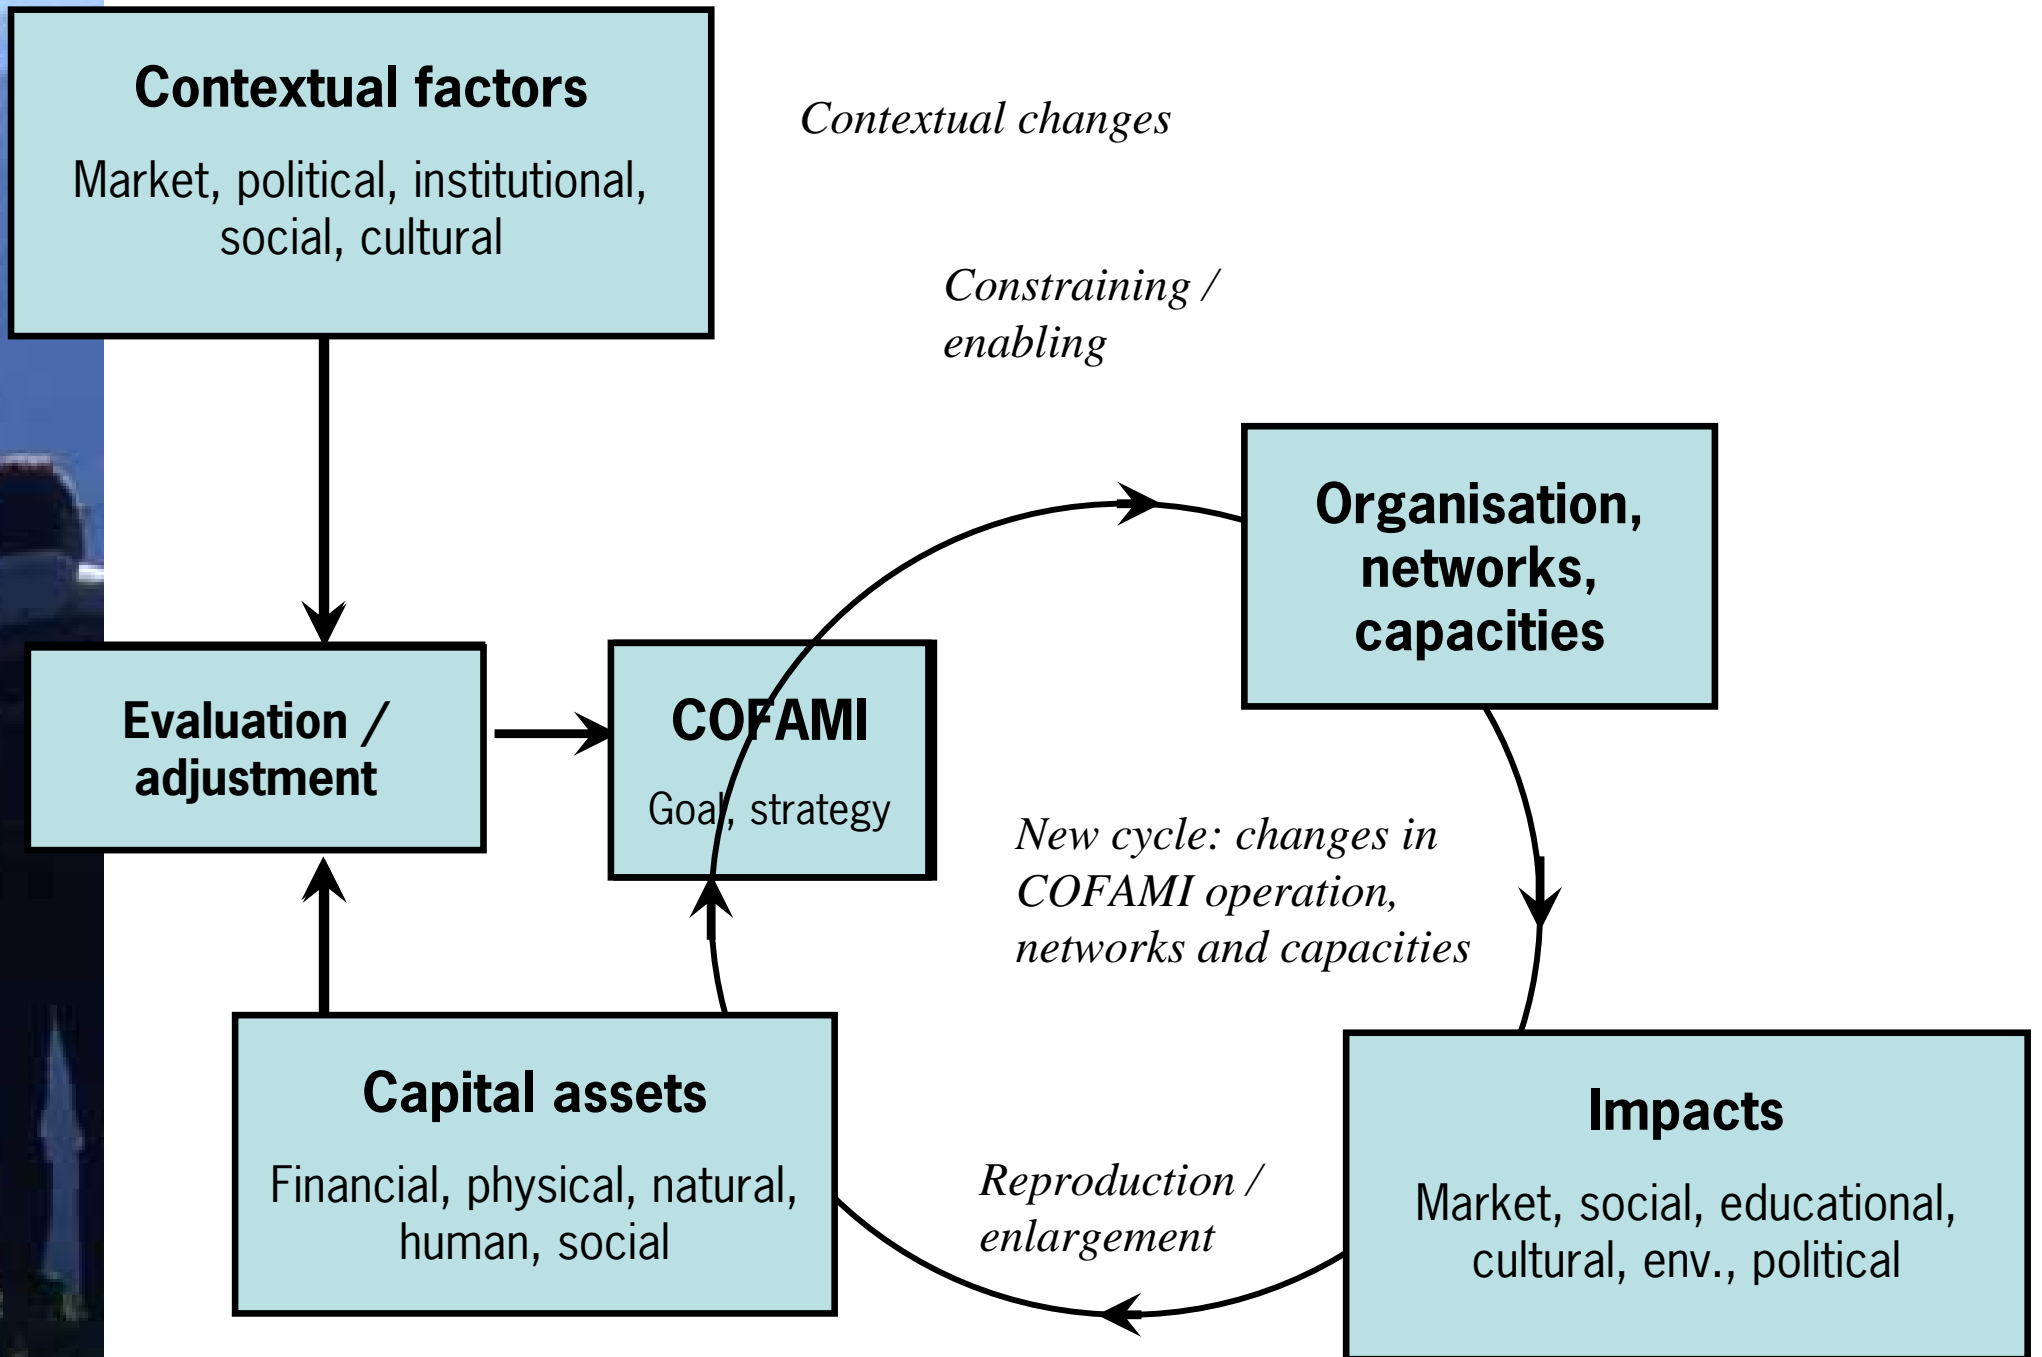 Contextual factors
Market, political, institutional,
social, cultural
Contextual changes
Constraining /
enabling
Organisation,
networks,
capacities
Evaluation /
adjustment
COFAMI
Goal, strategy
New cycle: changes in
COFAMI operation,
networks and capacities
Capital assets
Financial, physical, natural,
human, social
Reproduction /
enlargement
Impacts
Market, social, educational,
cultural, env., political